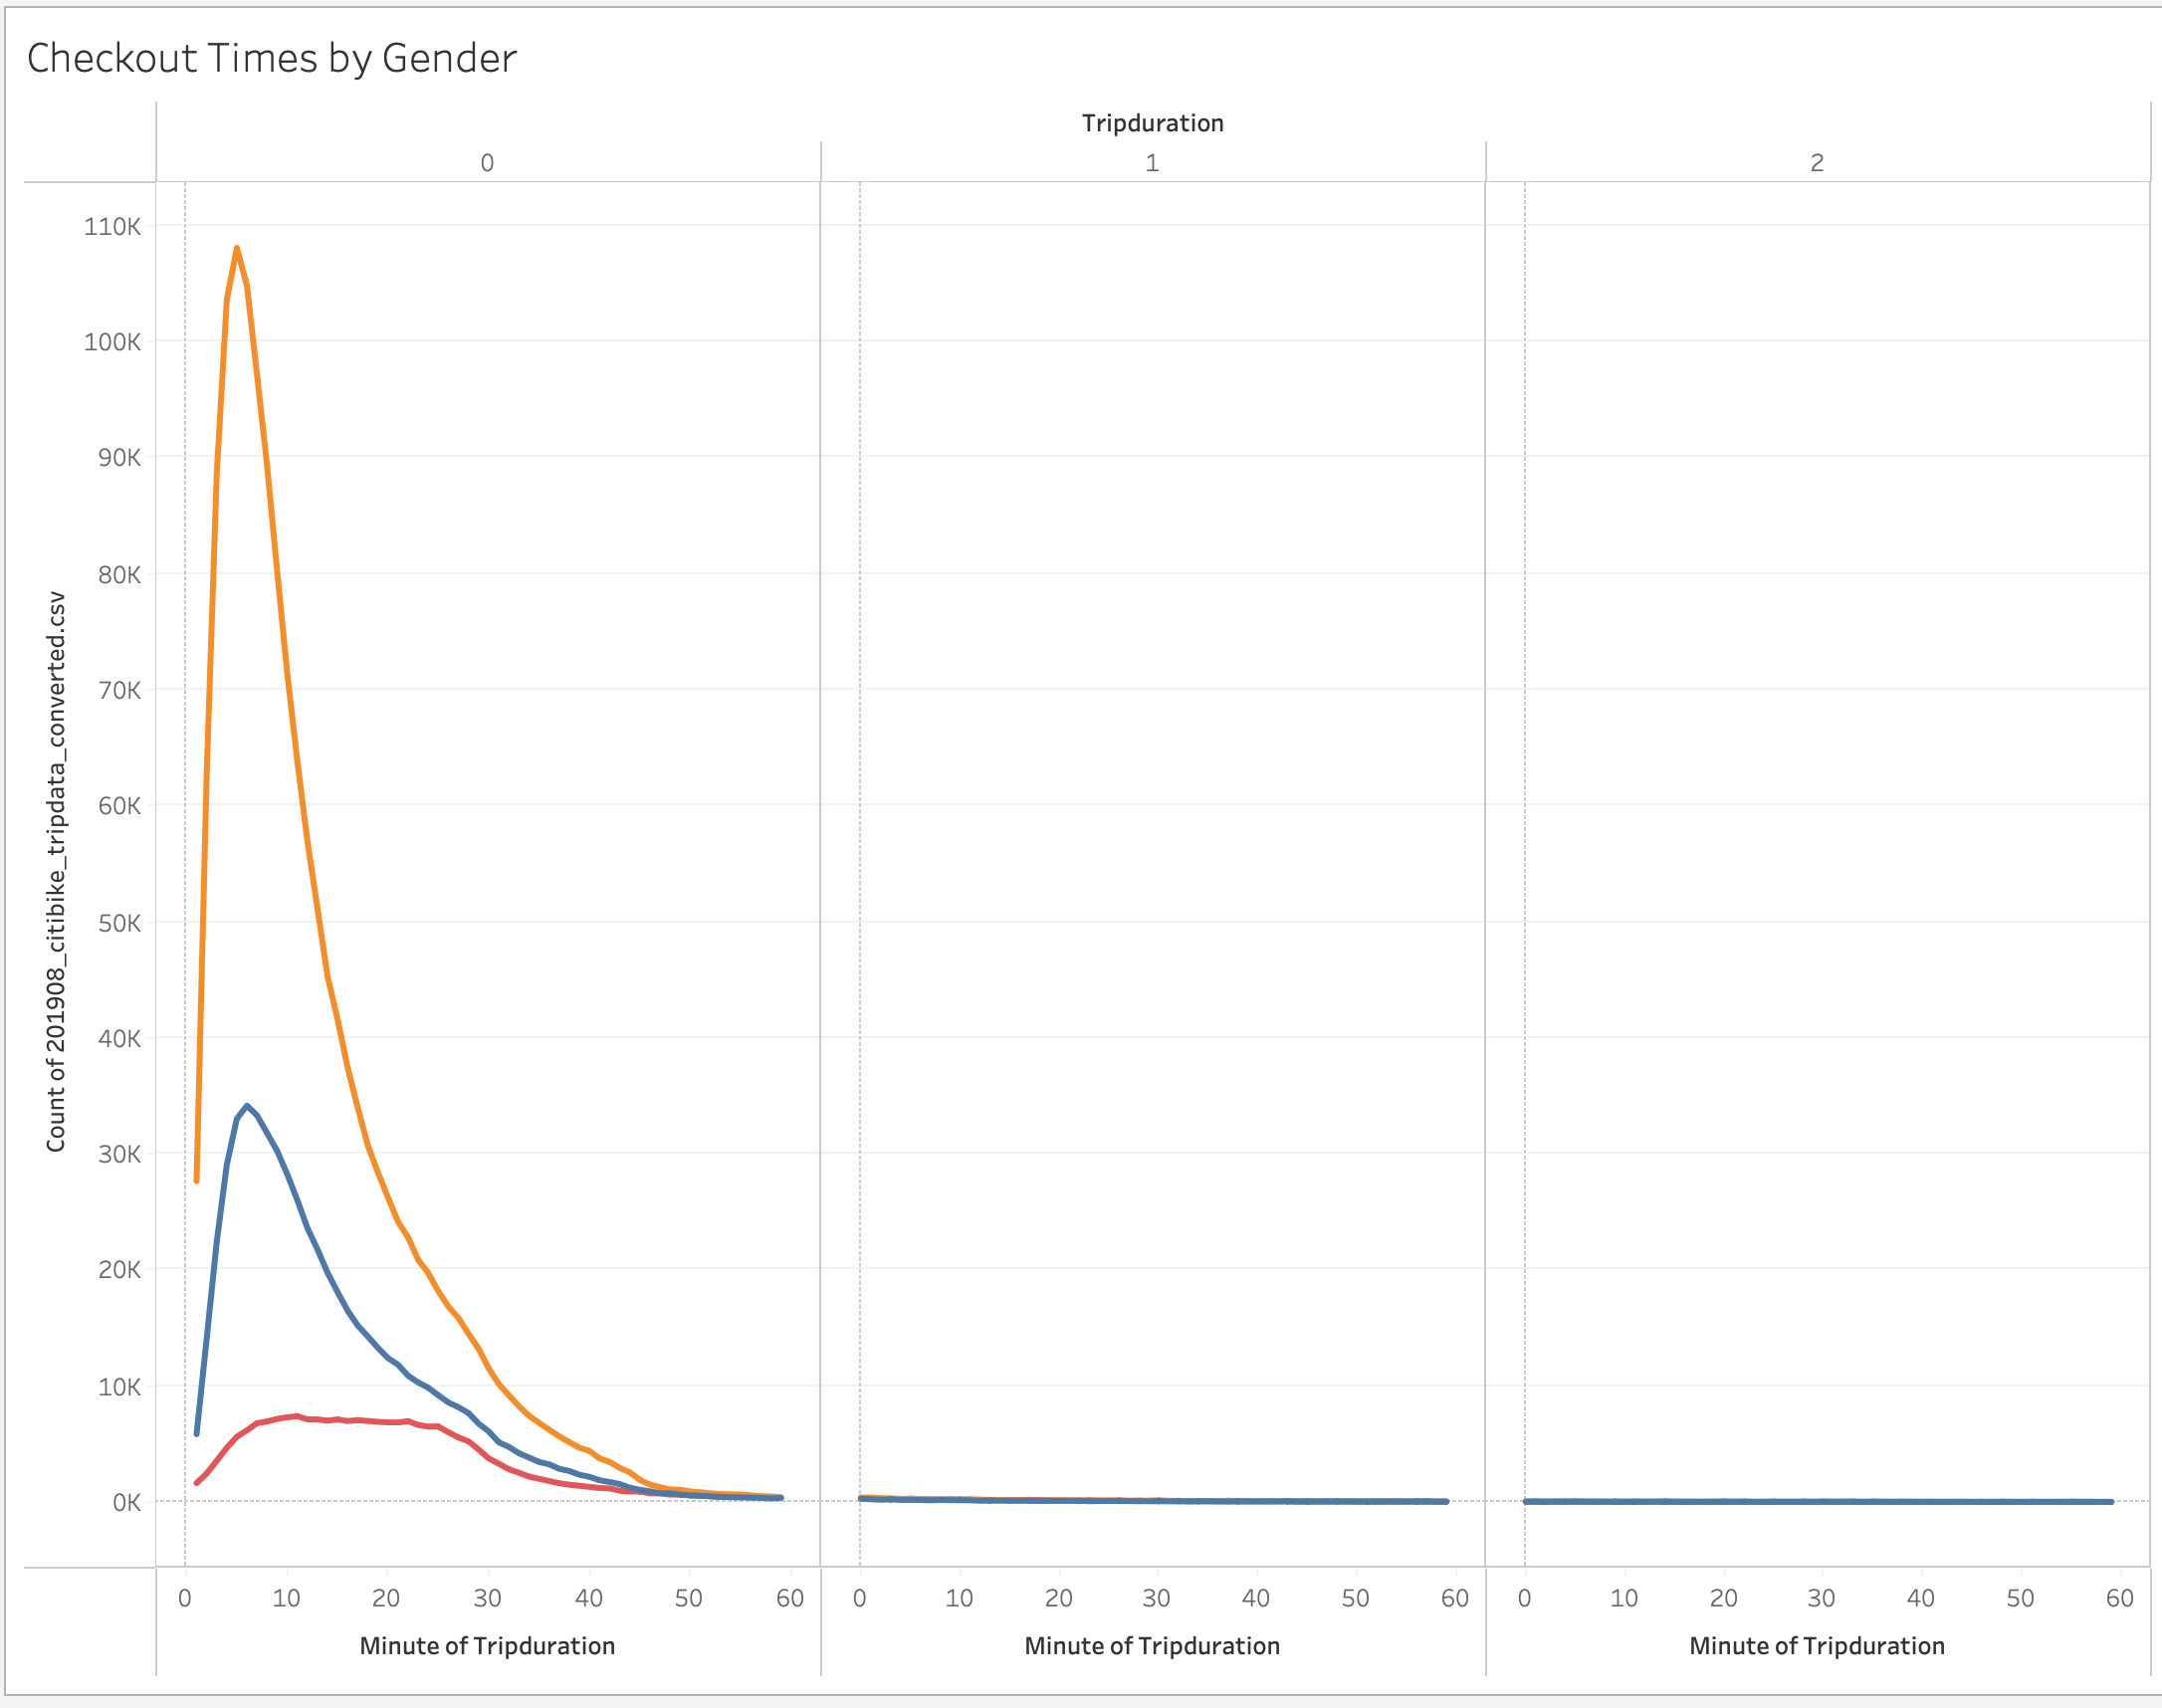 Checkout Times by Gender
Tripduration
0 1 2
110K
100K
90K
80K
70K
60K
50K
40K
30K
20K
10K
0K
Count of 201908_citibike_tripdata_converted.csv
0 10 20 30 40 50 60 0 10 20 30 40 50 60 0 10 20 30 40 50 60
Minute of Tripduration Minute of Tripduration Minute of Tripduration